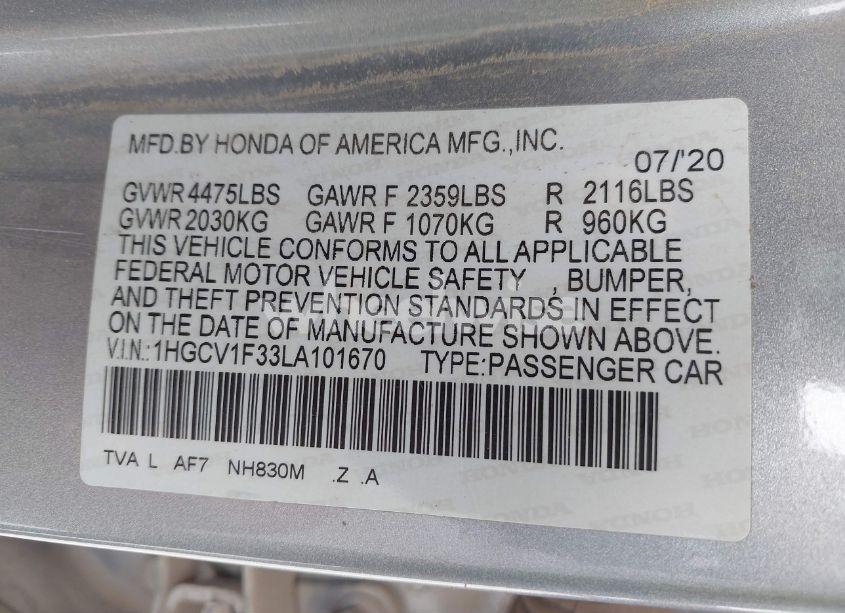 MFD.BY HONDA OF AMERICA MFG.,INC.
07/'20
GVWR 4475LBS GAWR F 2359LBS R 2116LBS
GVWR 2030KG GAWR F 1070KG R 960KG
THIS VEHICLE CONFORMS TO ALL APPLICABLE
FEDERAL MOTOR VEHICLE SAFETY , BUMPER,
AND THEFT PREVENTION STANDARDS IN EFFECT
ON THE DATE OF MANUFACTURE SHOWN ABOVE.
V.I.N.:1HGCV1F33LA101670 TYPE:PASSENGER CAR
TVA L AF7 NH830M .Z .A